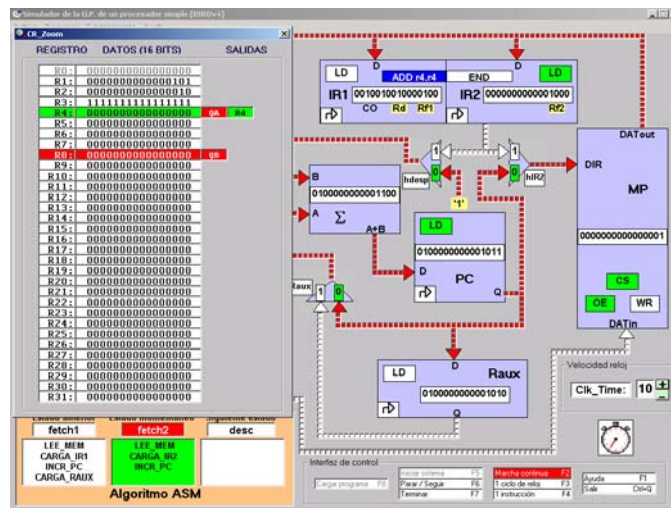 Simulador de la U.P. de un procesador simple [BIRDv4]
CR_Zoom
REGISTRO DATOS (16 BITS) SALIDAS
R0: 0000000000000000
R1: 0000000000000101
R2: 0000000000000010
R3: 1111111111111111
R4: 0000000000000000 gA Rd
R5: 0000000000000000
R6: 0000000000000000
R7: 0000000000000000
R8: 0000000000000000 gB
R9: 0000000000000000
R10: 0000000000000000
R11: 0000000000000000
R12: 0000000000000000
R13: 0000000000000000
R14: 0000000000000000
R15: 0000000000000000
R16: 0000000000000000
R17: 0000000000000000
R18: 0000000000000000
R19: 0000000000000000
R20: 0000000000000000
R21: 0000000000000000
R22: 0000000000000000
R23: 0000000000000000
R24: 0000000000000000
R25: 0000000000000000
R26: 0000000000000000
R27: 0000000000000000
R28: 0000000000000000
R29: 0000000000000000
R30: 0000000000000000
R31: 0000000000000000
D D
LD ADD r4,r4 END LD
IR1 0010010010000100 IR2 0000000000001000
CO Rd Rf1 Rf2
1 1
hdesp 0 0 hIR2
'1'
DATout
DIR
MP
0000000000000001
CS
OE WR
DATin
B
0100000000001100
A Σ
A+B
LD
0100000000001011
D PC
Q
Raux 1 0
D
LD Raux
0100000000001010
Q
Velocidad reloj
Clk_Time: 10
Estado anterior Estado momentáneo Siguiente estado
fetch1 fetch2 desc
LEE_MEM LEE_MEM
CARGA_IR1 CARGA_IR2
INCR_PC INCR_PC
CARGA_RAUX
Algoritmo ASM
Interfaz de control
Cargar programa F8
Iniciar sistema F5
Parar / Seguir F6
Terminar F7
Marcha continua F2
1 ciclo de reloj F3
1 instrucción F4
Ayuda F1
Salir Ctrl+Q